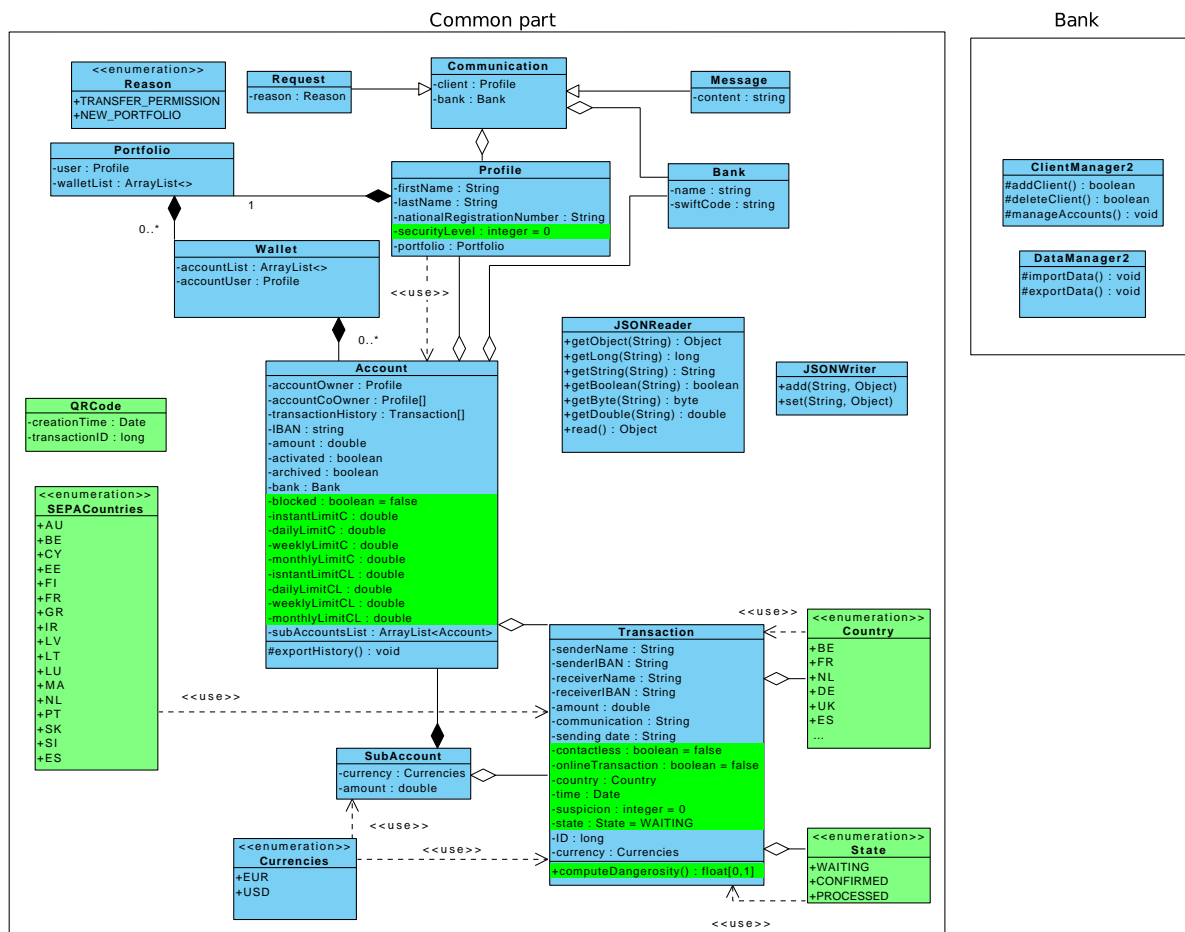 Common part
Bank
<<enumeration>>
Reason
+TRANSFER_PERMISSION
+NEW_PORTFOLIO
Request
-reason : Reason
Communication
-client : Profile
-bank : Bank
Message
-content : string
Portfolio
-user : Profile
-walletList : ArrayList<>
1
0..*
Profile
-firstName : String
-lastName : String
-nationalRegistrationNumber : String
-securityLevel : integer = 0
-portfolio : Portfolio
Bank
-name : string
-swiftCode : string
ClientManager2
#addClient() : boolean
#deleteClient() : boolean
#manageAccounts() : void
DataManager2
#importData() : void
#exportData() : void
Wallet
-accountList : ArrayList<>
-accountUser : Profile
<<use>>
0..*
JSONReader
+getObject(String) : Object
+getLong(String) : long
+getString(String) : String
+getBoolean(String) : boolean
+getByte(String) : byte
+getDouble(String) : double
+read() : Object
JSONWriter
+add(String, Object)
+set(String, Object)
QRCode
-creationTime : Date
-transactionID : long
Account
-accountOwner : Profile
-accountCoOwner : Profile[]
-transactionHistory : Transaction[]
-IBAN : string
-amount : double
-activated : boolean
-archived : boolean
-bank : Bank
-blocked : boolean = false
-instantLimitC : double
-dailyLimitC : double
-weeklyLimitC : double
-monthlyLimitC : double
-isntantLimitCL : double
-dailyLimitCL : double
-weeklyLimitCL : double
-monthlyLimitCL : double
-subAccountsList : ArrayList<Account>
#exportHistory() : void
<<enumeration>>
SEPACountries
+AU
+BE
+CY
+EE
+FI
+FR
+GR
+IR
+LV
+LT
+LU
+MA
+NL
+PT
+SK
+SI
+ES
<<use>>
Transaction
-senderName : String
-senderIBAN : String
-receiverName : String
-receiverIBAN : String
-amount : double
-communication : String
-sending date : String
-contactless : boolean = false
-onlineTransaction : boolean = false
-country : Country
-time : Date
-suspicion : integer = 0
-state : State = WAITING
-ID : long
-currency : Currencies
+computeDangerosity() : float[0,1]
<<use>>
<<enumeration>>
Country
+BE
+FR
+NL
+DE
+UK
+ES
...
SubAccount
-currency : Currencies
-amount : double
<<use>>
<<use>>
<<enumeration>>
Currencies
+EUR
+USD
<<enumeration>>
State
+WAITING
+CONFIRMED
+PROCESSED
<<use>>